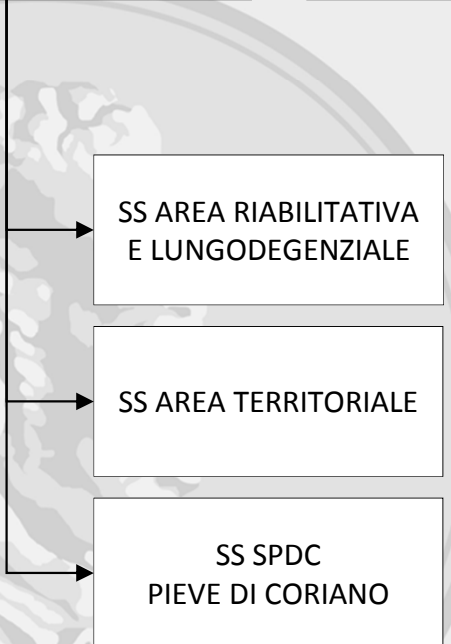 SS AREA RIABILITATIVA
E LUNGODEGENZIALE
SS AREA TERRITORIALE
SS SPDC
PIEVE DI CORIANO